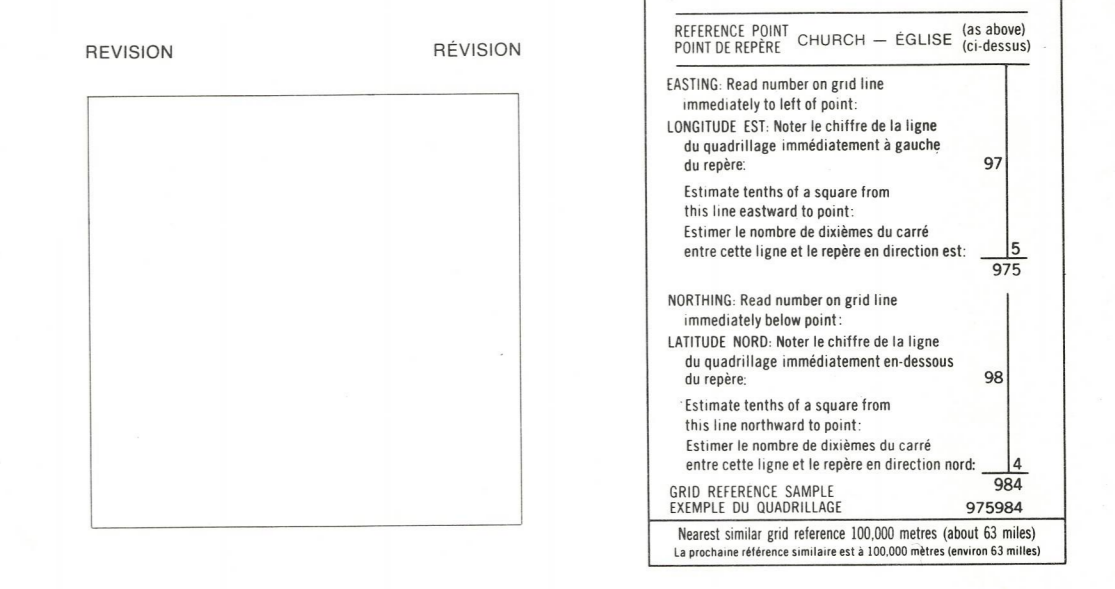 REVISION RÉVISION
REFERENCE POINT
POINT DE REPÈRE
CHURCH — ÉGLISE
(as above)
(ci-dessus)
EASTING: Read number on grid line
immediately to left of point:
LONGITUDE EST: Noter le chiffre de la ligne
du quadrillage immédiatement à gauche
du repère: 97
Estimate tenths of a square from
this line eastward to point:
Estimer le nombre de dixièmes du carré
entre cette ligne et le repère en direction est: 5
975
NORTHING: Read number on grid line
immediately below point:
LATITUDE NORD: Noter le chiffre de la ligne
du quadrillage immédiatement en-dessous
du repère: 98
Estimate tenths of a square from
this line northward to point:
Estimer le nombre de dixièmes du carré
entre cette ligne et le repère en direction nord: 4
984
GRID REFERENCE SAMPLE
EXEMPLE DU QUADRILLAGE 975984
Nearest similar grid reference 100,000 metres (about 63 miles)
La prochaine référence similaire est à 100,000 mètres (environ 63 milles)